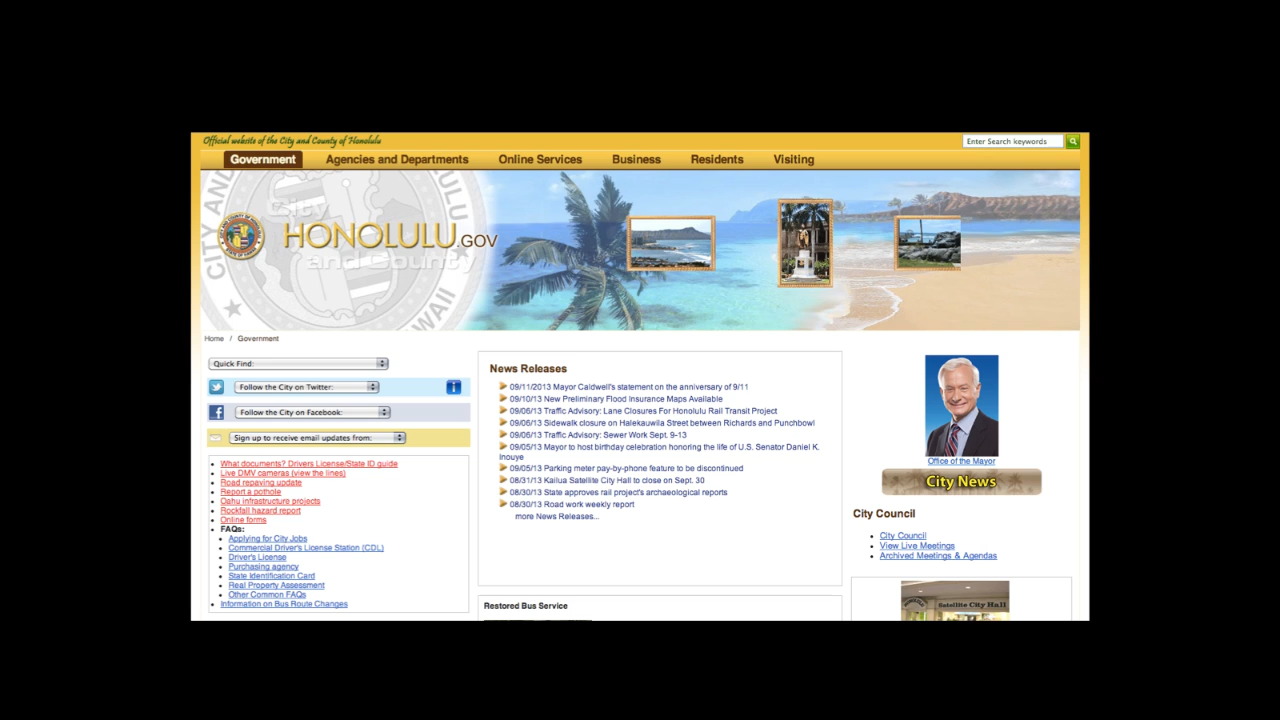 Official website of the City and County of Honolulu
Enter Search keywords
Government
Agencies and Departments
Online Services
Business
Residents
Visiting
CITY AND
City
HONOLULU.GOV
and County
Home / Government
Quick Find:
Follow the City on Twitter:
Follow the City on Facebook:
Sign up to receive email updates from:
What documents? Drivers License/State ID guide
Live DMV cameras (view the lines)
Road repaving update
Report a pothole
Oahu infrastructure projects
Rockfall hazard report
Online forms
FAQs:
Applying for City Jobs
Commercial Driver's License Station (CDL)
Driver's License
Purchasing agency
State Identification Card
Real Property Assessment
Other Common FAQs
Information on Bus Route Changes
News Releases
09/11/2013 Mayor Caldwell's statement on the anniversary of 9/11
09/10/13 New Preliminary Flood Insurance Maps Available
09/06/13 Traffic Advisory: Lane Closures For Honolulu Rail Transit Project
09/06/13 Sidewalk closure on Halekauwila Street between Richards and Punchbowl
09/06/13 Traffic Advisory: Sewer Work Sept. 9-13
09/05/13 Mayor to host birthday celebration honoring the life of U.S. Senator Daniel K.
Inouye
09/05/13 Parking meter pay-by-phone feature to be discontinued
08/31/13 Kailua Satellite City Hall to close on Sept. 30
08/30/13 State approves rail project's archaeological reports
08/30/13 Road work weekly report
more News Releases...
Restored Bus Service
Office of the Mayor
City News
City Council
City Council
View Live Meetings
Archived Meetings & Agendas
Satellite City Hall